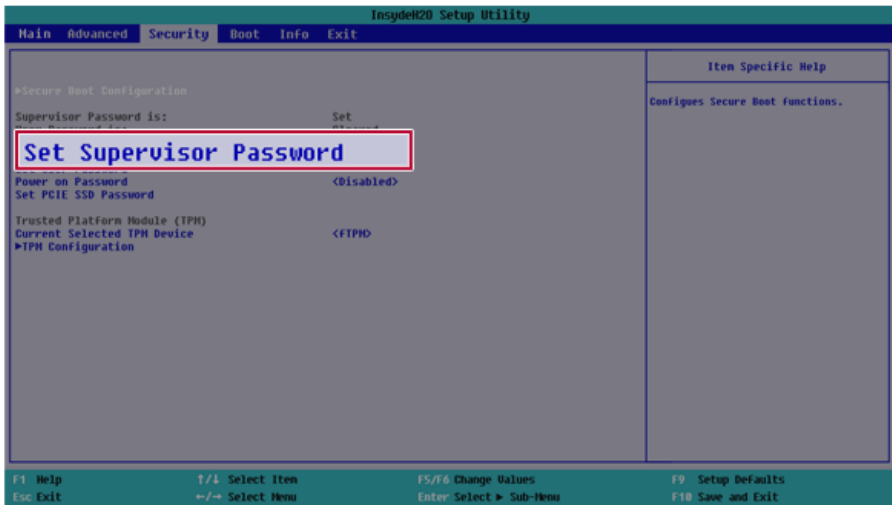 InsydeH20 Setup Utility
Main Advanced Security Boot Info Exit
Item Specific Help
▶Secure Boot Configuration
Configues Secure Boot functions.
Supervisor Password is: Set
Set Supervisor Password
Power on Password <Disabled>
Set PCIE SSD Password
Trusted Platform Module (TPM)
Current Selected TPM Device <fTPM>
▶TPM Configuration
F1 Help ↑/↓ Select Item F5/F6 Change Values F9 Setup Defaults
Esc Exit ←/→ Select Menu Enter Select ▶ Sub-Menu F10 Save and Exit